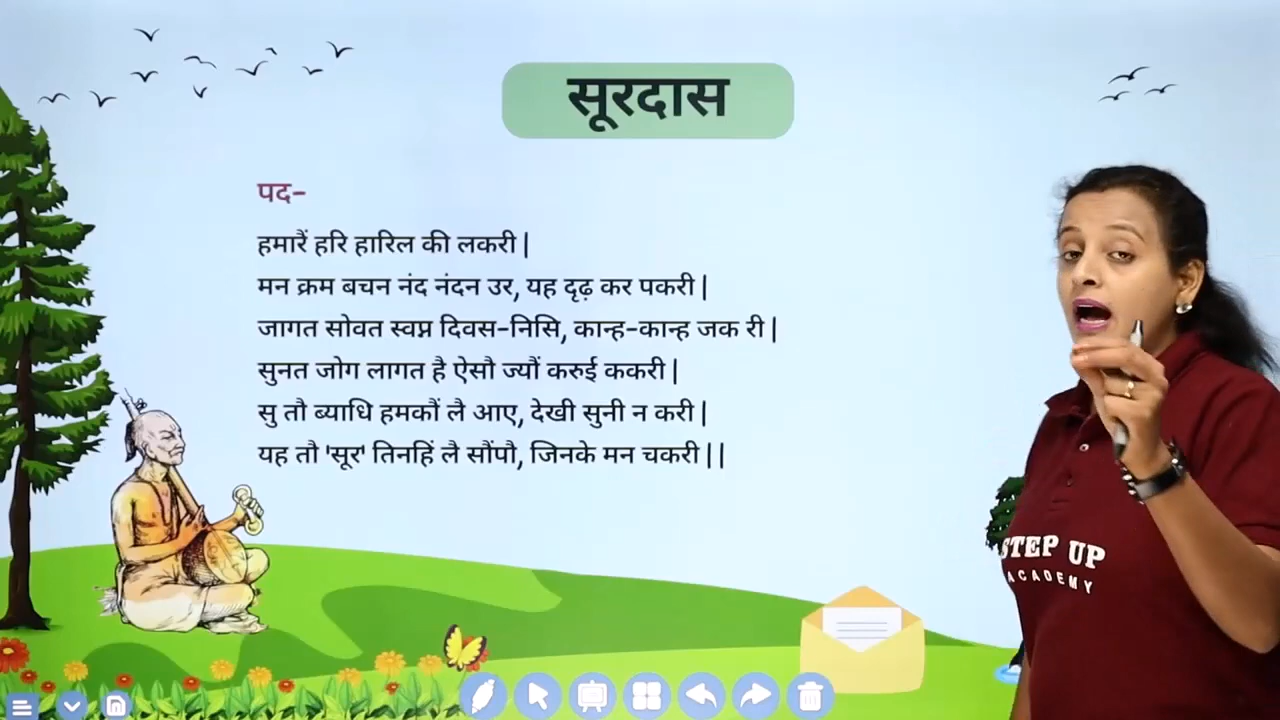 सूरदास
पद-
हमारैं हरि हारिल की लकरी |
मन क्रम बचन नंद नंदन उर, यह दृढ़ कर पकरी |
जागत सोवत स्वप्न दिवस-निसि, कान्ह-कान्ह जक री |
सुनत जोग लागत है ऐसौ ज्यौं करुई ककरी |
सु तौ ब्याधि हमकौं लै आए, देखी सुनी न करी |
यह तौ 'सूर' तिनहिं लै सौंपौ, जिनके मन चकरी ||
STEP UP
ACADEMY